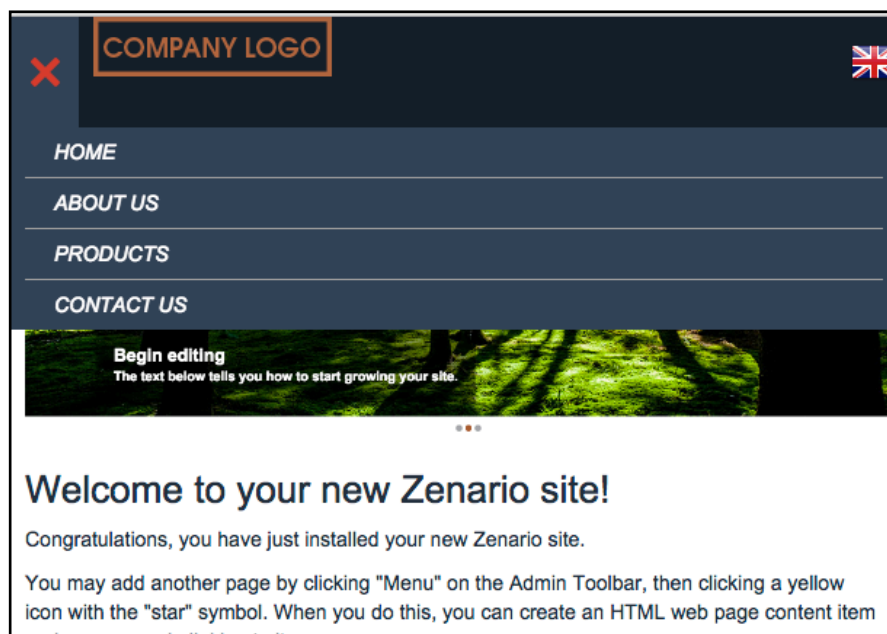 COMPANY LOGO
HOME
ABOUT US
PRODUCTS
CONTACT US
Begin editing
The text below tells you how to start growing your site.
Welcome to your new Zenario site!
Congratulations, you have just installed your new Zenario site.
You may add another page by clicking "Menu" on the Admin Toolbar, then clicking a yellow
icon with the "star" symbol. When you do this, you can create an HTML web page content item